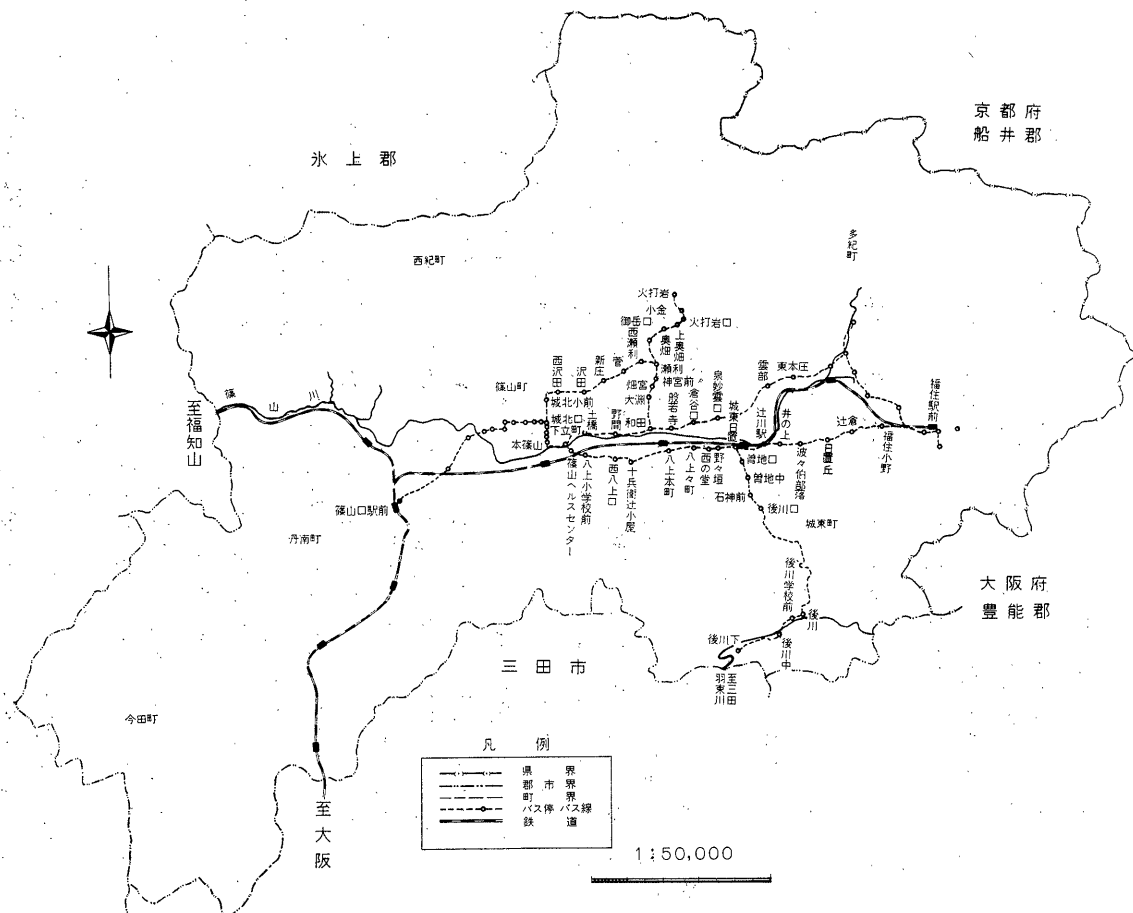 京都府
船井郡
氷上郡
多紀町
西紀町
火打岩
小金
御岳口
火打岩口
西瀬利
奥畑
上奥畑
瀬利
菅
新庄
沢田
西沢田
神宮前
畑宮
大渕
和田
般若寺
倉谷口
泉
妙雲口
城東日置
雲部
東本庄
篠山町
城北小前
城北口
下立町
土橋
野間
本篠山
篠山川
至福知山
辻川駅
井の上
辻
倉
福住駅前
福住小野
日置丘
波々伯部落
曽地口
曽地中
石神前
後川口
城東町
野々垣
西の堂
八上々町
八上本町
十兵衛辻小屋
西八上口
八上小学校前
篠山ヘルスセンター
篠山口駅前
丹南町
後川学校前
後川
後川中
後川下
至三田
羽束川
大阪府
豊能郡
三田市
今田町
至大阪
凡例
県界
郡市界
町界
バス停 バス線
鉄道
1:50,000